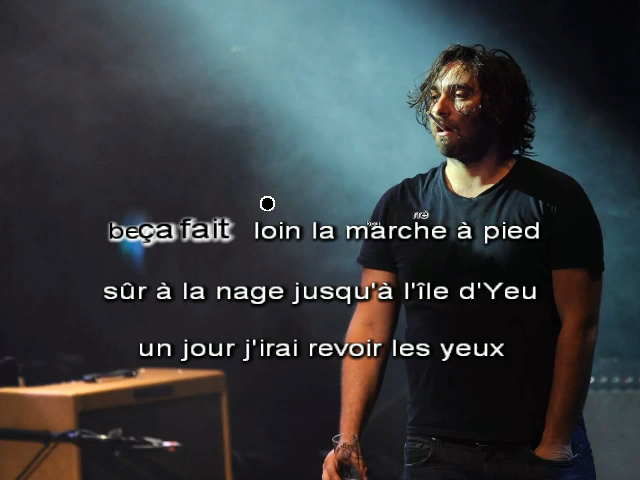 ça fait loin la marche à pied
sûr à la nage jusqu'à l'île d'Yeu
un jour j'irai revoir les yeux